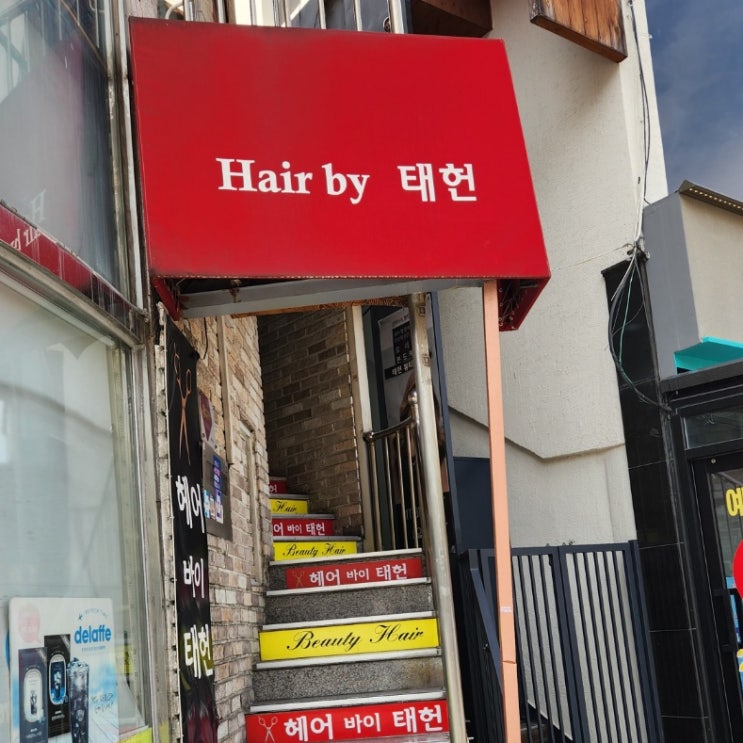 Hair by 태헌
헤어
바이
태헌
Hair
헤어 바이 태헌
Beauty Hair
헤어 바이 태헌
Beauty Hair
헤어 바이 태헌
delaffe
예